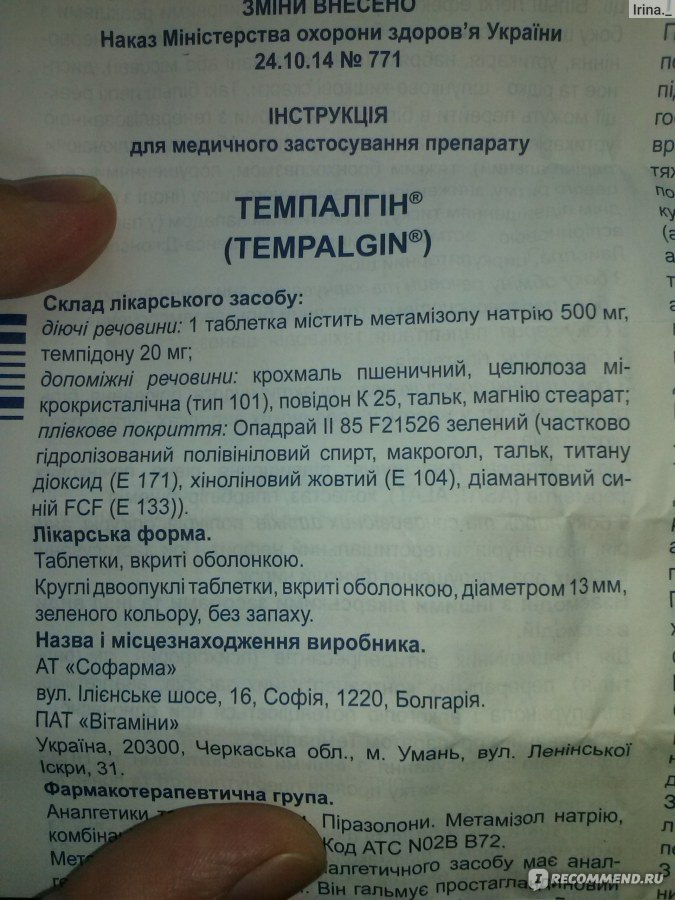 Irina._
ЗМІНИ ВНЕСЕНО
Наказ Міністерства охорони здоров’я України
24.10.14 № 771
ІНСТРУКЦІЯ
для медичного застосування препарату
ТЕМПАЛГІН®
(TEMPALGIN®)
Склад лікарського засобу:
діючі речовини: 1 таблетка містить метамізолу натрію 500 мг,
темпідону 20 мг;
допоміжні речовини: крохмаль пшеничний, целюлоза мі-
крокристалічна (тип 101), повідон К 25, тальк, магнію стеарат;
плівкове покриття: Опадрай II 85 F21526 зелений (частково
гідролізований полівініловий спирт, макрогол, тальк, титану
діоксид (Е 171), хіноліновий жовтий (Е 104), діамантовий си-
ній FCF (Е 133)).
Лікарська форма.
Таблетки, вкриті оболонкою.
Круглі двоопуклі таблетки, вкриті оболонкою, діаметром 13 мм,
зеленого кольору, без запаху.
Назва і місцезнаходження виробника.
АТ «Софарма»
вул. Ілієнське шосе, 16, Софія, 1220, Болгарія.
ПАТ «Вітаміни»
Україна, 20300, Черкаська обл., м. Умань, вул. Ленінської
Іскри, 31.
Фармакотерапевтична група.
Аналгетики Піразолони. Метамізол натрію,
Код АТС N02B B72.
засобу має анал-
Він гальмує
IRECOMMEND.RU